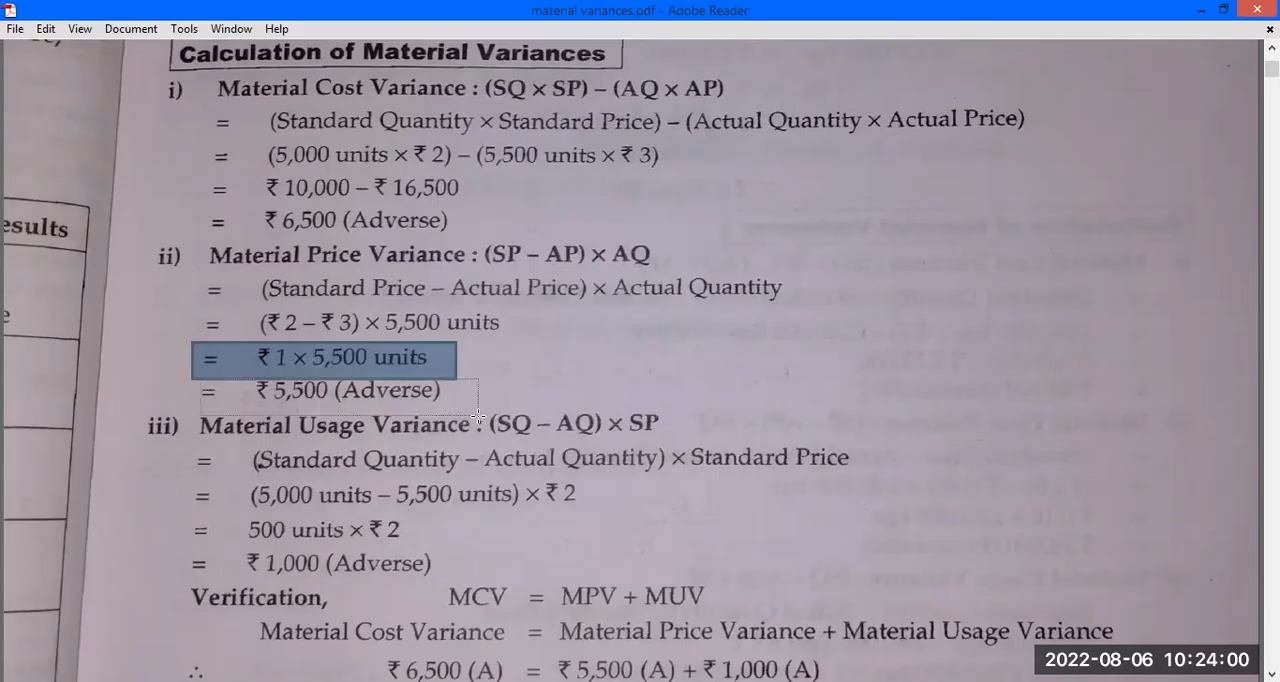 material variances.pdf - Adobe Reader
File Edit View Document Tools Window Help
Calculation of Material Variances
i) Material Cost Variance : (SQ × SP) – (AQ × AP)
= (Standard Quantity × Standard Price) – (Actual Quantity × Actual Price)
= (5,000 units × ₹ 2) – (5,500 units × ₹ 3)
= ₹ 10,000 – ₹ 16,500
= ₹ 6,500 (Adverse)
esults
ii) Material Price Variance : (SP – AP) × AQ
= (Standard Price – Actual Price) × Actual Quantity
= (₹ 2 – ₹ 3) × 5,500 units
= ₹ 1 × 5,500 units
= ₹ 5,500 (Adverse)
iii) Material Usage Variance : (SQ – AQ) × SP
= (Standard Quantity – Actual Quantity) × Standard Price
= (5,000 units – 5,500 units) × ₹ 2
= 500 units × ₹ 2
= ₹ 1,000 (Adverse)
Verification, MCV = MPV + MUV
Material Cost Variance = Material Price Variance + Material Usage Variance
∴ ₹ 6,500 (A) = ₹ 5,500 (A) + ₹ 1,000 (A)
2022-08-06 10:24:00